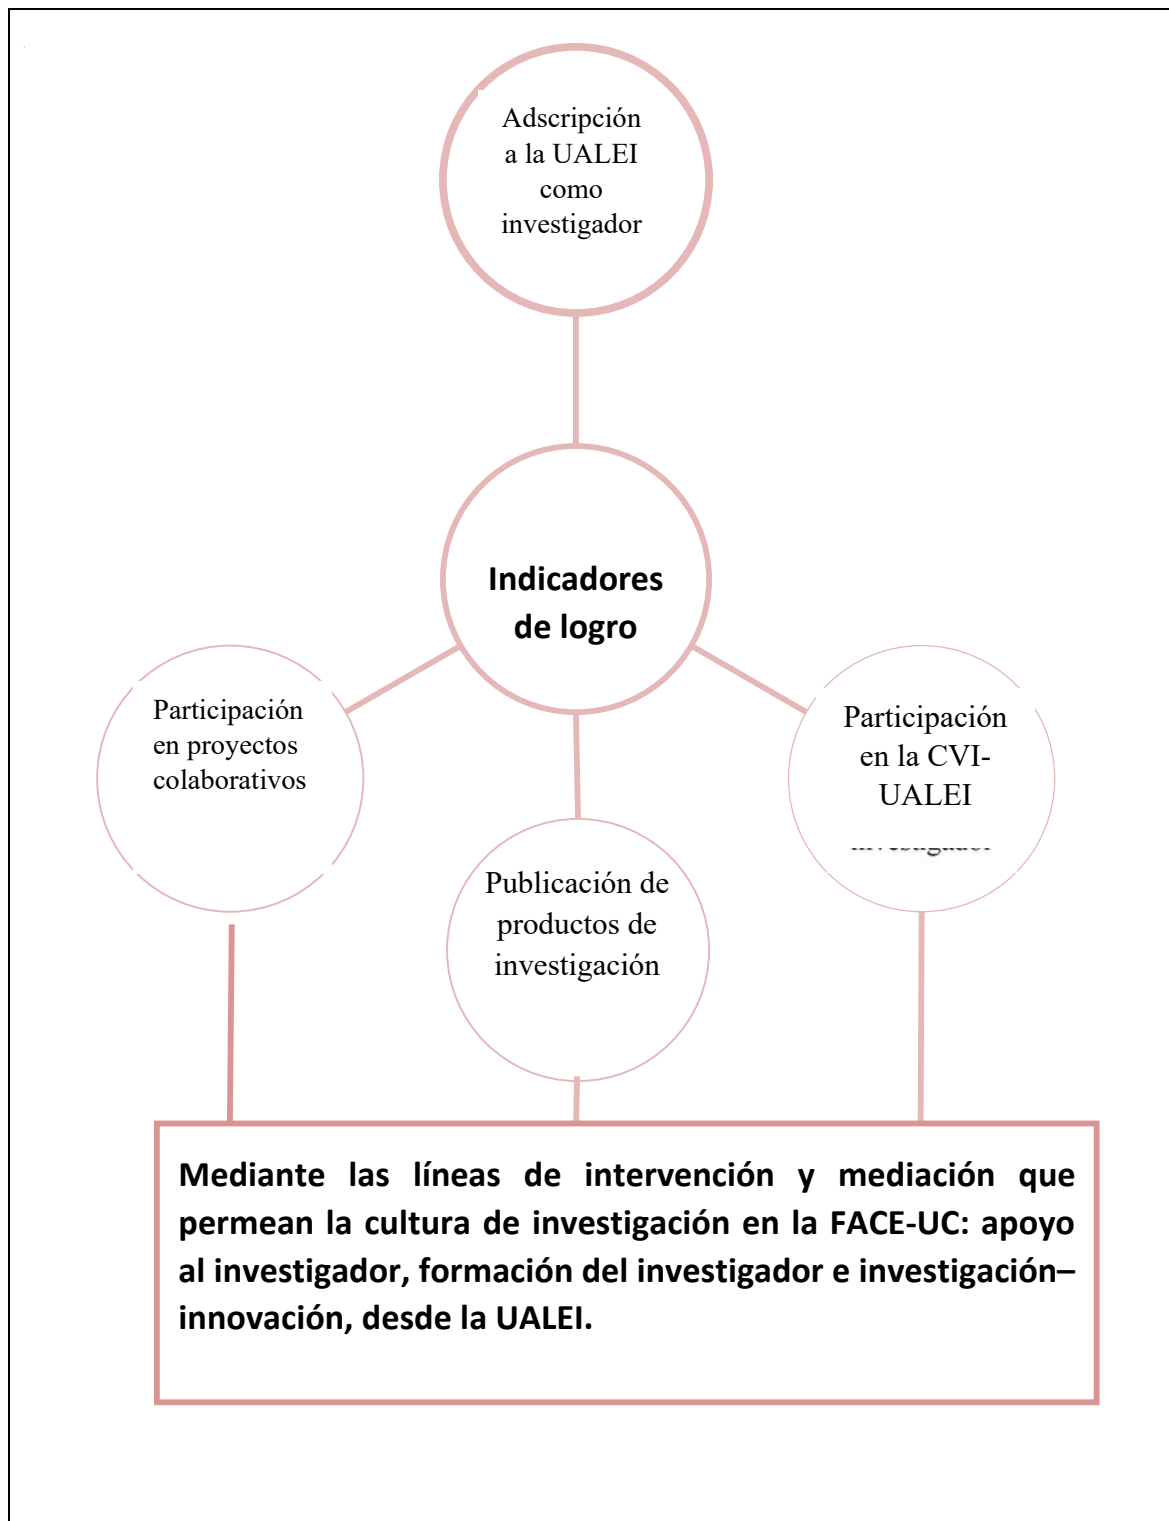 Adscripción
a la UALEI
como
investigador
Indicadores
de logro
Participación
en proyectos
colaborativos
Publicación de
productos de
investigación
Participación
en la CVI-
UALEI
Mediante las líneas de intervención y mediación que
permean la cultura de investigación en la FACE-UC: apoyo
al investigador, formación del investigador e investigación–
innovación, desde la UALEI.